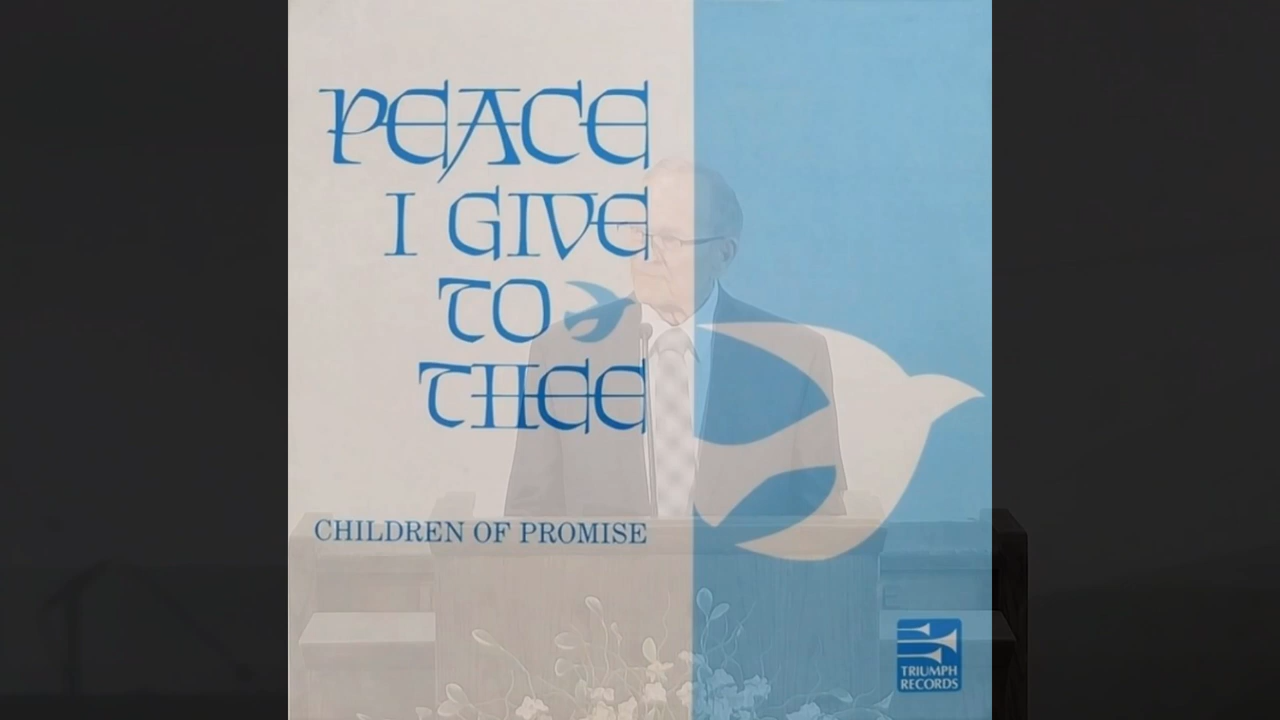 PEACE
I GIVE
TO
THEE
CHILDREN OF PROMISE
TRIUMPH
RECORDS